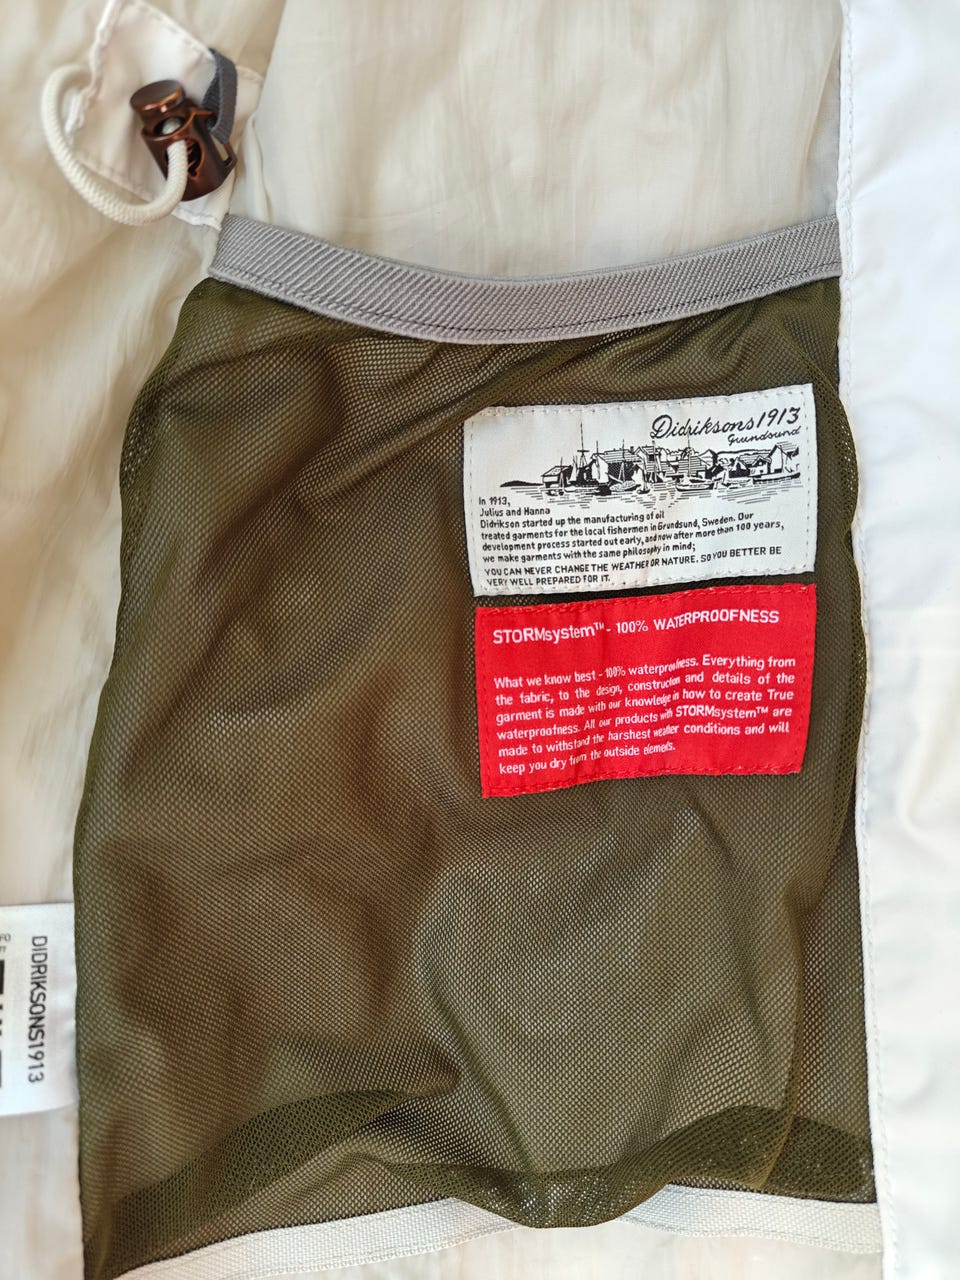 Didriksons1913
Grundsund
In 1913,
Julius and Hanna
Didrikson started up the manufacturing of oil
treated garments for the local fishermen in Grundsund, Sweden. Our
development process started out early, and now after more than 100 years,
we make garments with the same philosophy in mind;
YOU CAN NEVER CHANGE THE WEATHER OR NATURE. SO YOU BETTER BE
VERY WELL PREPARED FOR IT.
STORMsystem™ - 100% WATERPROOFNESS
What we know best - 100% waterproofness. Everything from
the fabric, to the design, construction and details of the
garment is made with our knowledge in how to create True
waterproofness. All our products with STORMsystem™ are
made to withstand the harshest weather conditions and will
keep you dry from the outside elements.
DIDRIKSONS1913